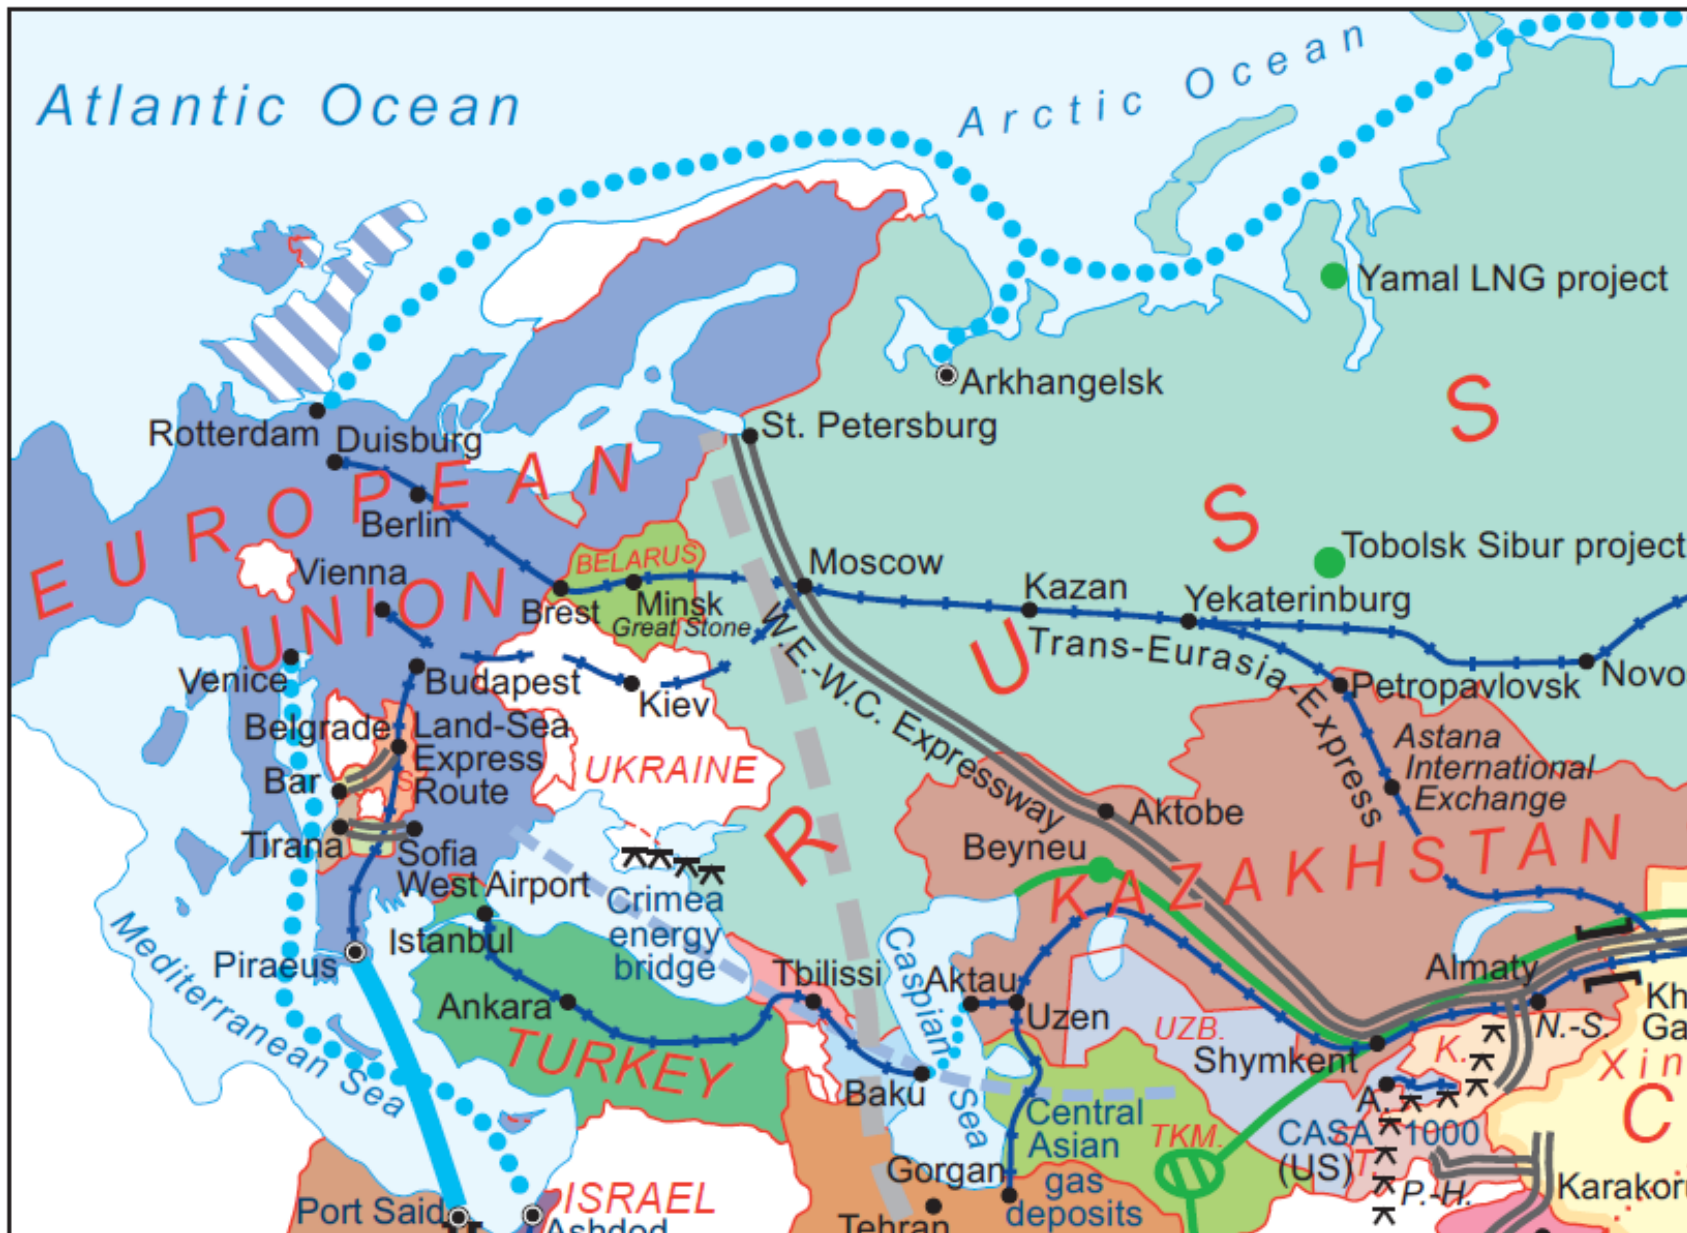 Atlantic Ocean
Arctic Ocean
Yamal LNG project
Arkhangelsk
Rotterdam
Duisburg
St. Petersburg
EUROPEAN
UNION
RUSS
Berlin
BELARUS
Brest
Minsk
Great Stone
Moscow
Kazan
Yekaterinburg
Tobolsk Sibur project
Trans-Eurasia-Express
W.E.-W.C. Expressway
Vienna
Venice
Budapest
Kiev
Petropavlovsk
Novo
Belgrade
Land-Sea
Express
Route
S
Bar
UKRAINE
Astana
International
Exchange
Aktobe
Beyneu
KAZAKHSTAN
Tirana
Sofia
West Airport
Crimea
energy
bridge
Istanbul
Piraeus
Mediterranean Sea
Ankara
TURKEY
Tbilissi
Caspian Sea
Aktau
Uzen
Baku
UZB.
Shymkent
Almaty
Kh
Ga
N.-S.
K.
Xin
C
A.
Central
Asian
gas
deposits
TKM.
CASA 1000
(US)
T.
P.-H.
Karakoru
Gorgan
Tehran
Port Said
ISRAEL
Ashdod